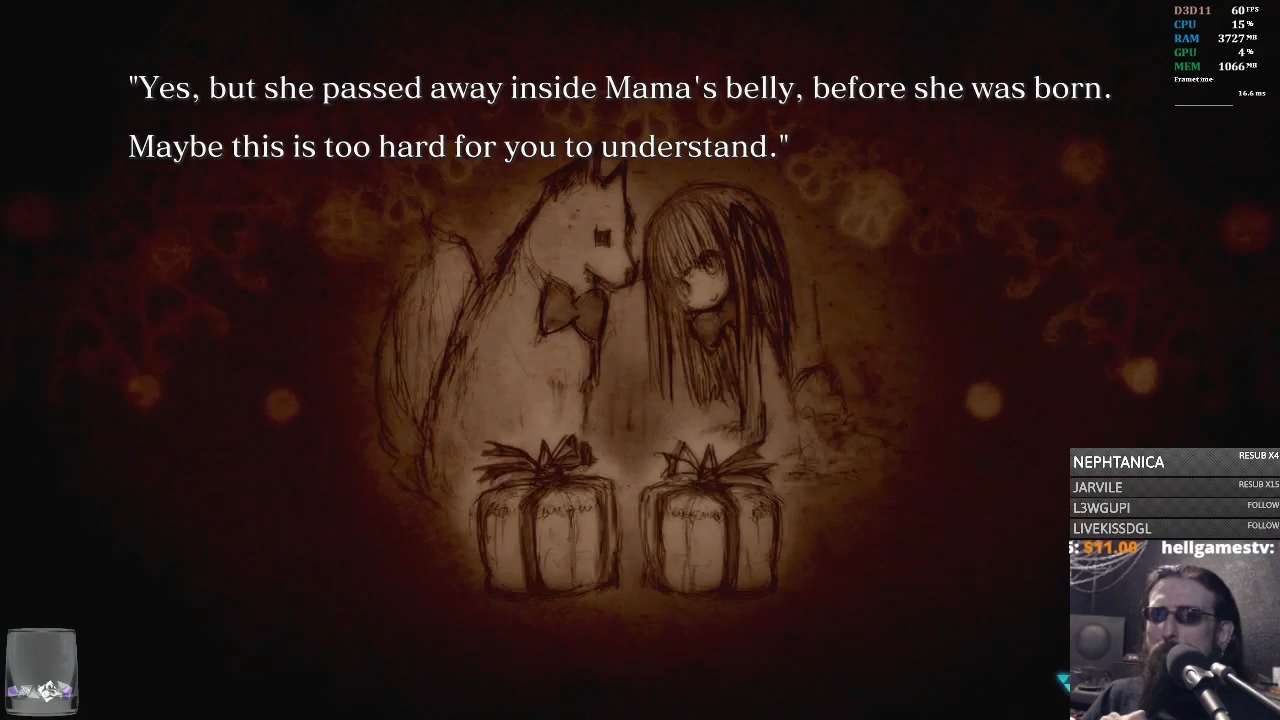 "Yes, but she passed away inside Mama's belly, before she was born.
Maybe this is too hard for you to understand."
D3D11 60 FPS
CPU 15 %
RAM 3727 MB
GPU 4 %
MEM 1066 MB
Frametime
16.6 ms
NEPHTANICA RESUB X4
JARVILE RESUB X15
L3WGUPI FOLLOW
LIVEKISSDGL FOLLOW
: $11.00 hellgamestv: